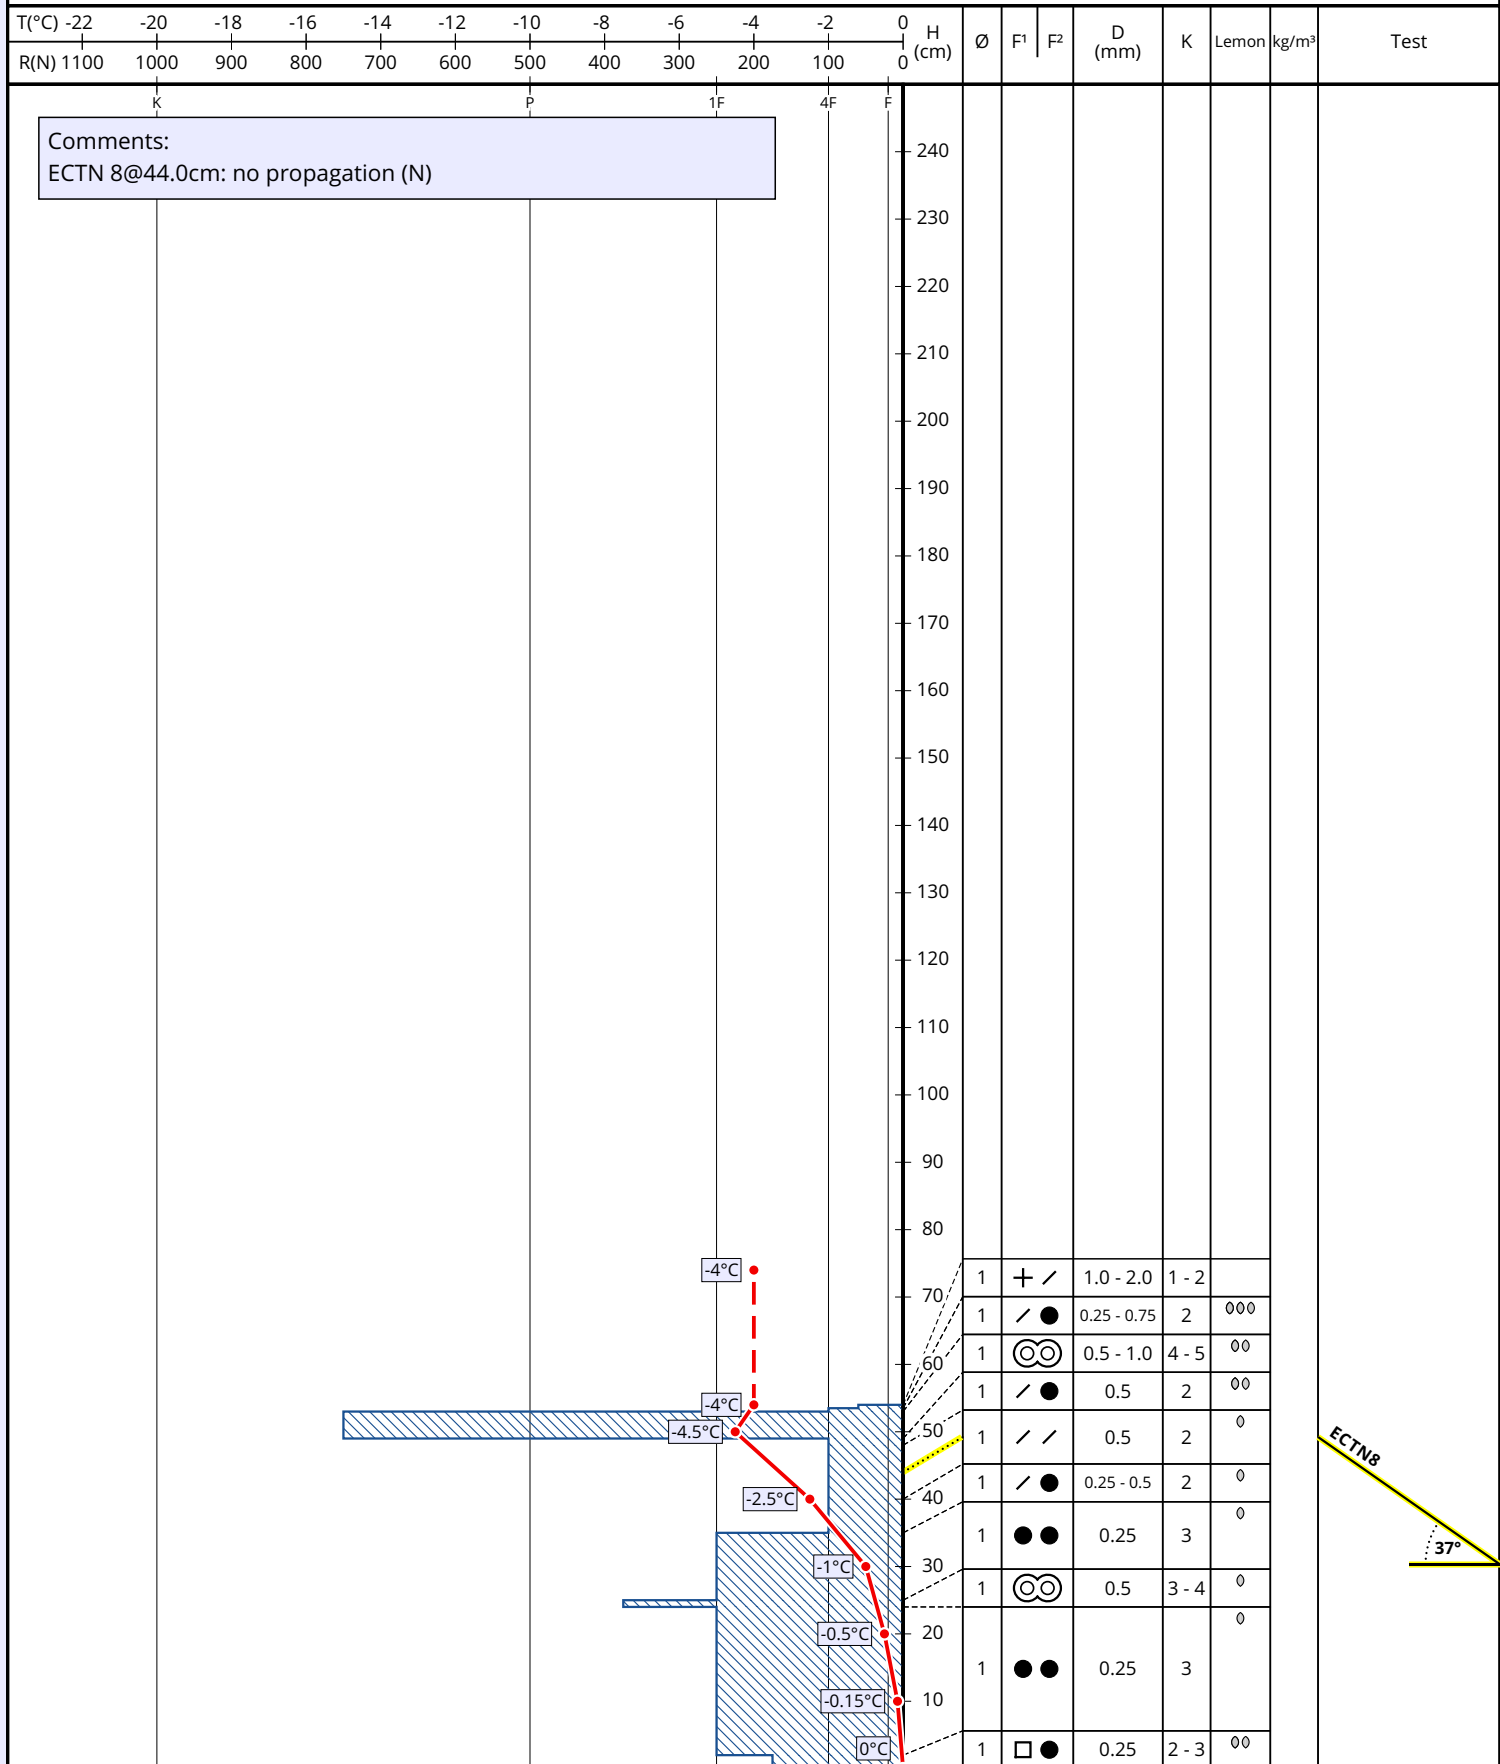 T(°C) -22 -20 -18 -16 -14 -12 -10 -8 -6 -4 -2 0
R(N) 1100 1000 900 800 700 600 500 400 300 200 100 0
H (cm) Ø F¹ F² D (mm) K Lemon kg/m³ Test
K P 1F 4F F
Comments:
ECTN 8@44.0cm: no propagation (N)
240
230
220
210
200
190
180
170
160
150
140
130
120
110
100
90
80
-4°C
1 1.0 - 2.0 1 - 2
70
1 0.25 - 0.75 2
1 0.5 - 1.0 4 - 5
60
1 0.5 2
-4°C
-4.5°C
50
1 0.5 2
ECTN8
1 0.25 - 0.5 2
-2.5°C
40
1 0.25 3
37°
-1°C
30
1 0.5 3 - 4
-0.5°C
20
1 0.25 3
-0.15°C
10
0°C
1 0.25 2 - 3